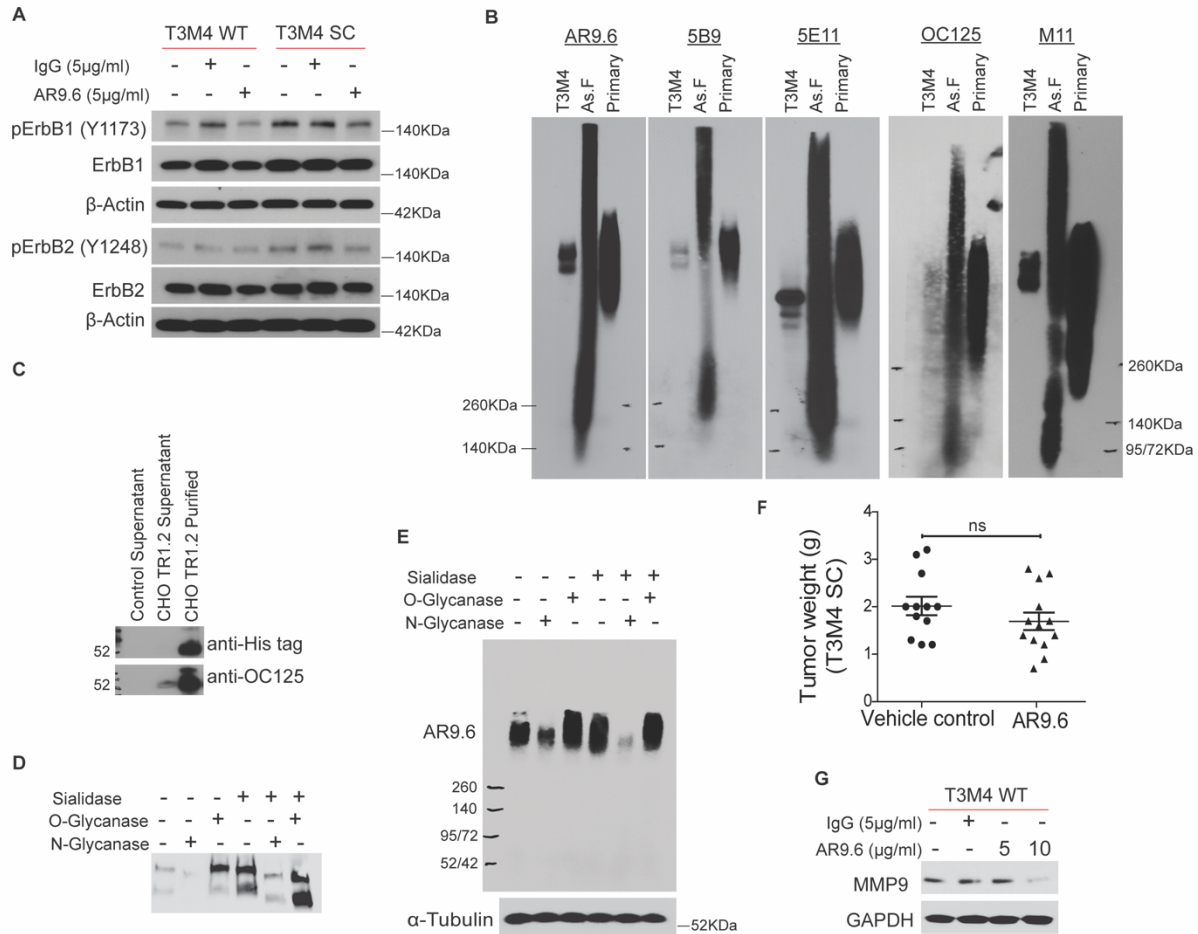 A
T3M4 WT T3M4 SC
IgG (5µg/ml) - + - - + -
AR9.6 (5µg/ml) - - + - - +
pErbB1 (Y1173) —140KDa
ErbB1 —140KDa
β-Actin —42KDa
pErbB2 (Y1248)
ErbB2 —140KDa
β-Actin —42KDa
B
AR9.6 5B9 5E11 OC125 M11
T3M4 As.F Primary T3M4 As.F Primary T3M4 As.F Primary T3M4 As.F Primary T3M4 As.F Primary
260KDa
140KDa
260KDa
140KDa
95/72KDa
C
Control Supernatant
CHO TR1.2 Supernatant
CHO TR1.2 Purified
52 anti-His tag
52 anti-OC125
D
Sialidase - - - + + +
O-Glycanase - - + - - +
N-Glycanase - + - - + -
E
Sialidase - - - + + +
O-Glycanase - - + - - +
N-Glycanase - + - - + -
AR9.6
260
140
95/72
52/42
α-Tubulin —52KDa
F
Tumor weight (g)
(T3M4 SC)
4
3
2
1
0
ns
Vehicle control AR9.6
G
T3M4 WT
IgG (5µg/ml) - + - -
AR9.6 (µg/ml) - - 5 10
MMP9
GAPDH